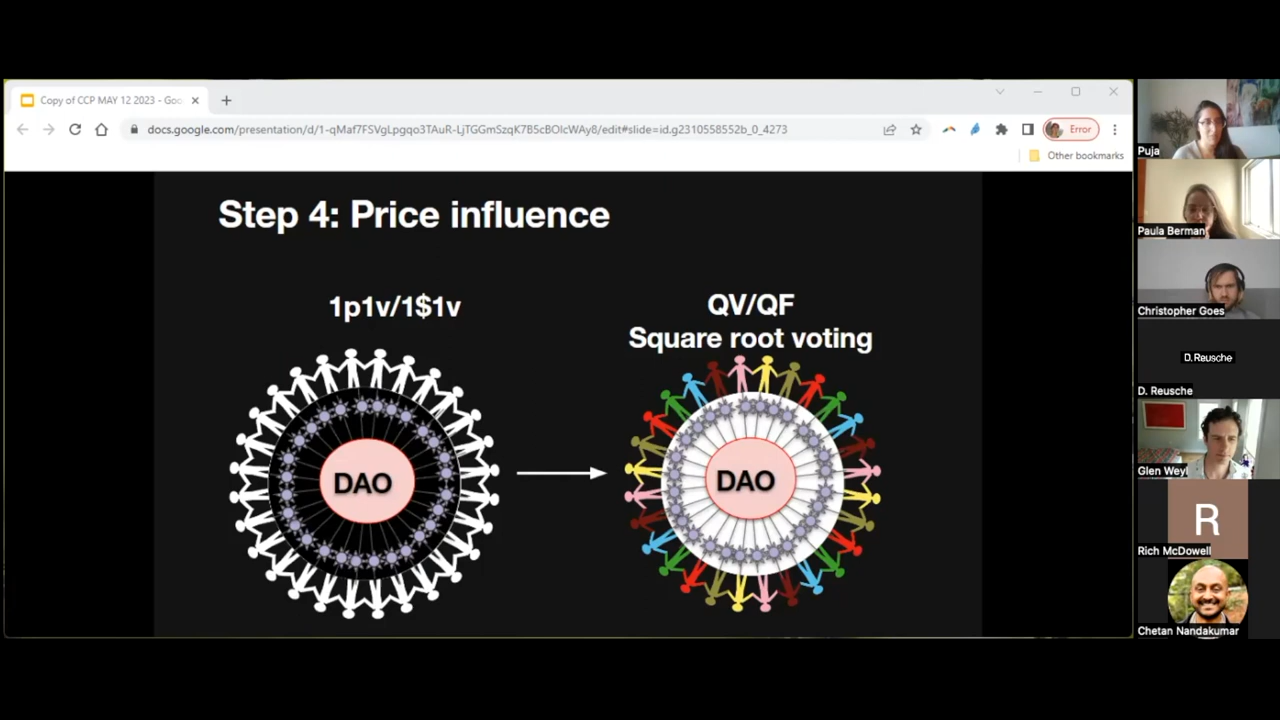 Copy of CCP MAY 12 2023 - Goo
docs.google.com/presentation/d/1-qMaf7FSVgLpgqo3TAuR-LjTGGmSzqK7B5cBOlcWAy8/edit#slide=id.g2310558552b_0_4273
Error
Other bookmarks
Step 4: Price influence
1p1v/1$1v
QV/QF
Square root voting
DAO
DAO
Puja
Paula Berman
Christopher Goes
D. Reusche
D. Reusche
Glen Weyl
R
Rich McDowell
Chetan Nandakumar